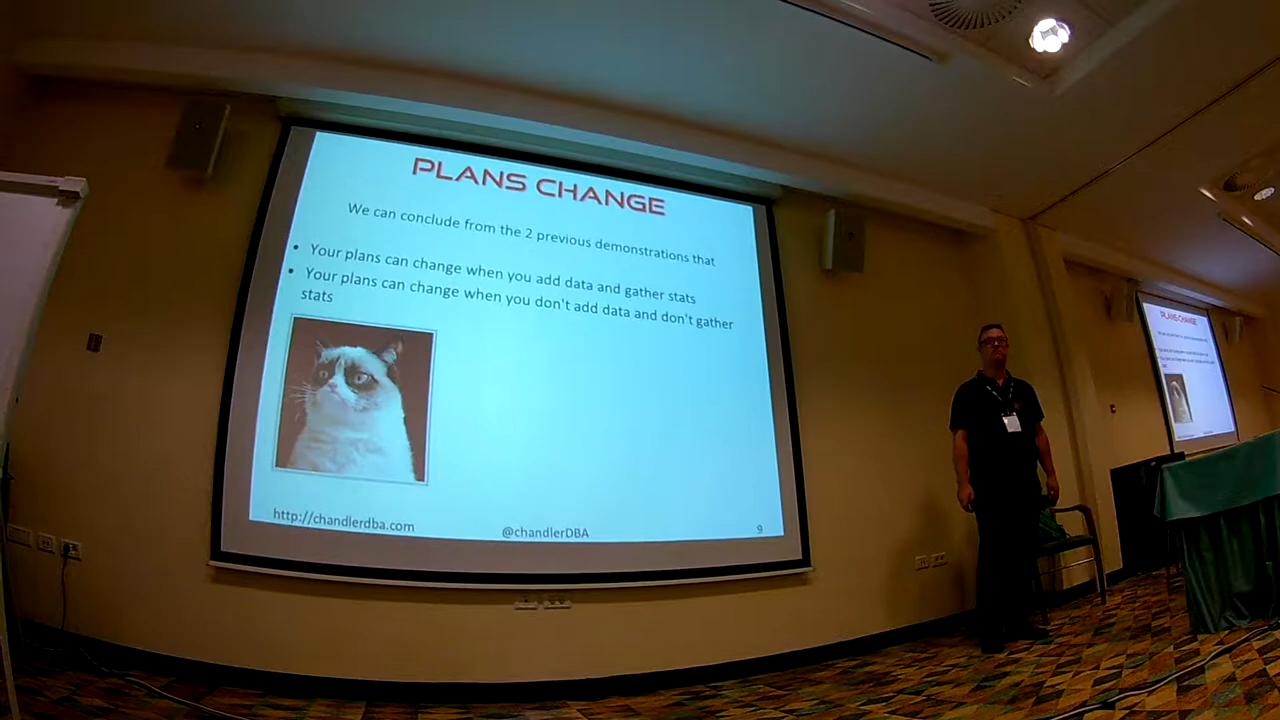 PLANS CHANGE
We can conclude from the 2 previous demonstrations that
• Your plans can change when you add data and gather stats
• Your plans can change when you don't add data and don't gather
stats
http://chandlerdba.com
@chandlerDBA
9
PLANS CHANGE